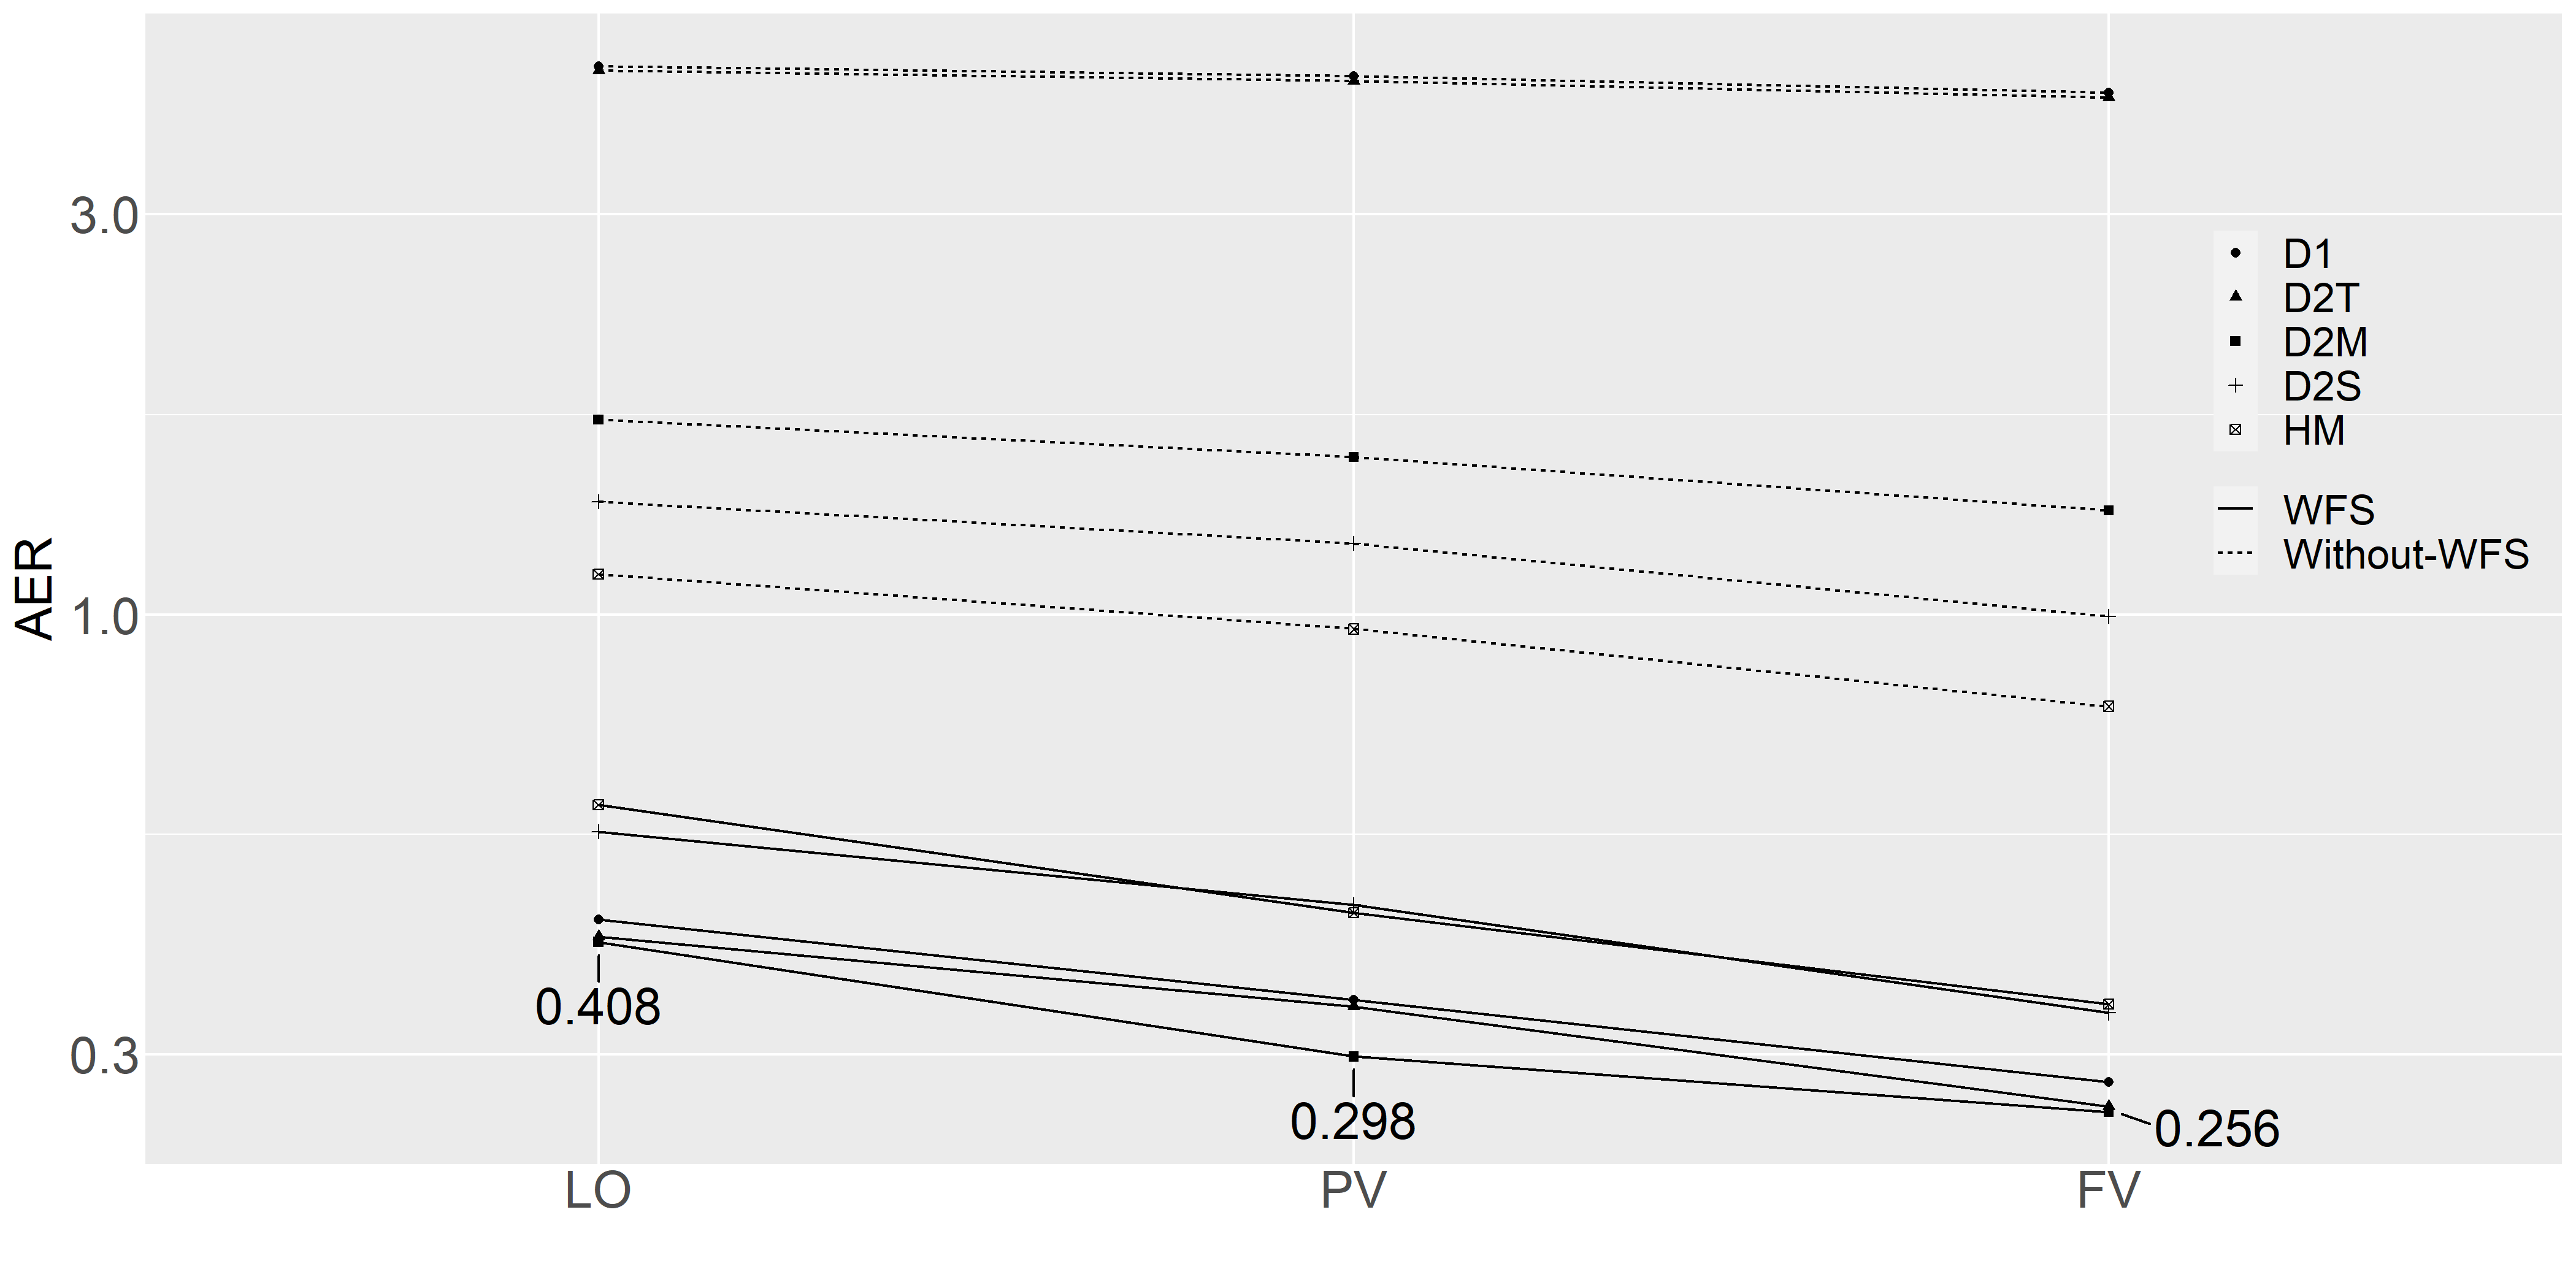 AER
3.0
1.0
0.3
D1
D2T
D2M
D2S
HM
WFS
Without-WFS
0.408
0.298
0.256
LO
PV
FV